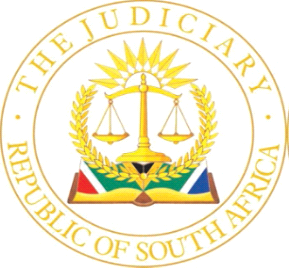 · THE JUDICIARY ·
REPUBLIC OF SOUTH AFRICA